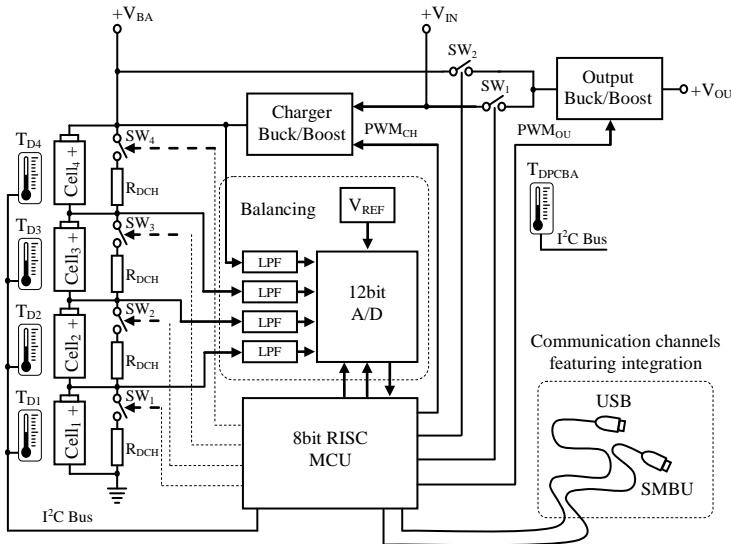 +V_BA
+V_IN
SW_2
SW_1
Output
Buck/Boost
+V_OU
Charger
Buck/Boost
PWM_CH
PWM_OU
T_D4
Cell_4 +
SW_4
R_DCH
T_D3
Cell_3 +
SW_3
R_DCH
T_D2
Cell_2 +
SW_2
R_DCH
T_D1
Cell_1 +
SW_1
R_DCH
Balancing
V_REF
LPF
LPF
LPF
LPF
12bit
A/D
T_DPCBA
I²C Bus
8bit RISC
MCU
Communication channels
featuring integration
USB
SMBU
I²C Bus